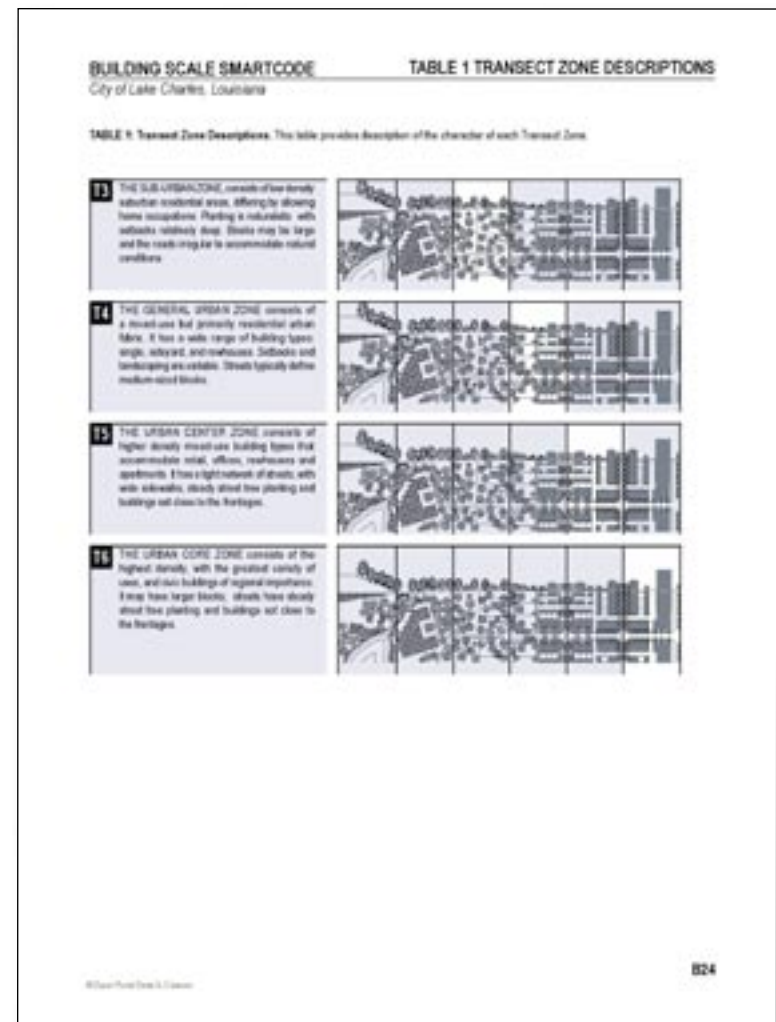 BUILDING SCALE SMARTCODE
TABLE 1 TRANSECT ZONE DESCRIPTIONS
City of Lake Charles, Louisiana
TABLE 1: Transect Zone Descriptions. This table provides description of the character of each Transect Zone.
T3
THE SUB-URBAN ZONE, consists of low density
suburban residential areas, differing by allowing
home occupations. Planting is naturalistic with
setbacks relatively deep. Blocks may be large
and the roads irregular to accommodate natural
conditions.
T4
THE GENERAL URBAN ZONE consists of
a mixed-use but primarily residential urban
fabric. It has a wide range of building types:
single, sideyard, and rowhouses. Setbacks and
landscaping are variable. Streets typically define
medium-sized blocks.
T5
THE URBAN CENTER ZONE consists of
higher density mixed-use building types that
accommodate retail, offices, rowhouses and
apartments. It has a tight network of streets, with
wide sidewalks, steady street tree planting and
buildings set close to the frontages.
T6
THE URBAN CORE ZONE consists of the
highest density, with the greatest variety of
uses, and civic buildings of regional importance.
It may have larger blocks; streets have steady
street tree planting and buildings set close to
the frontages.
B24